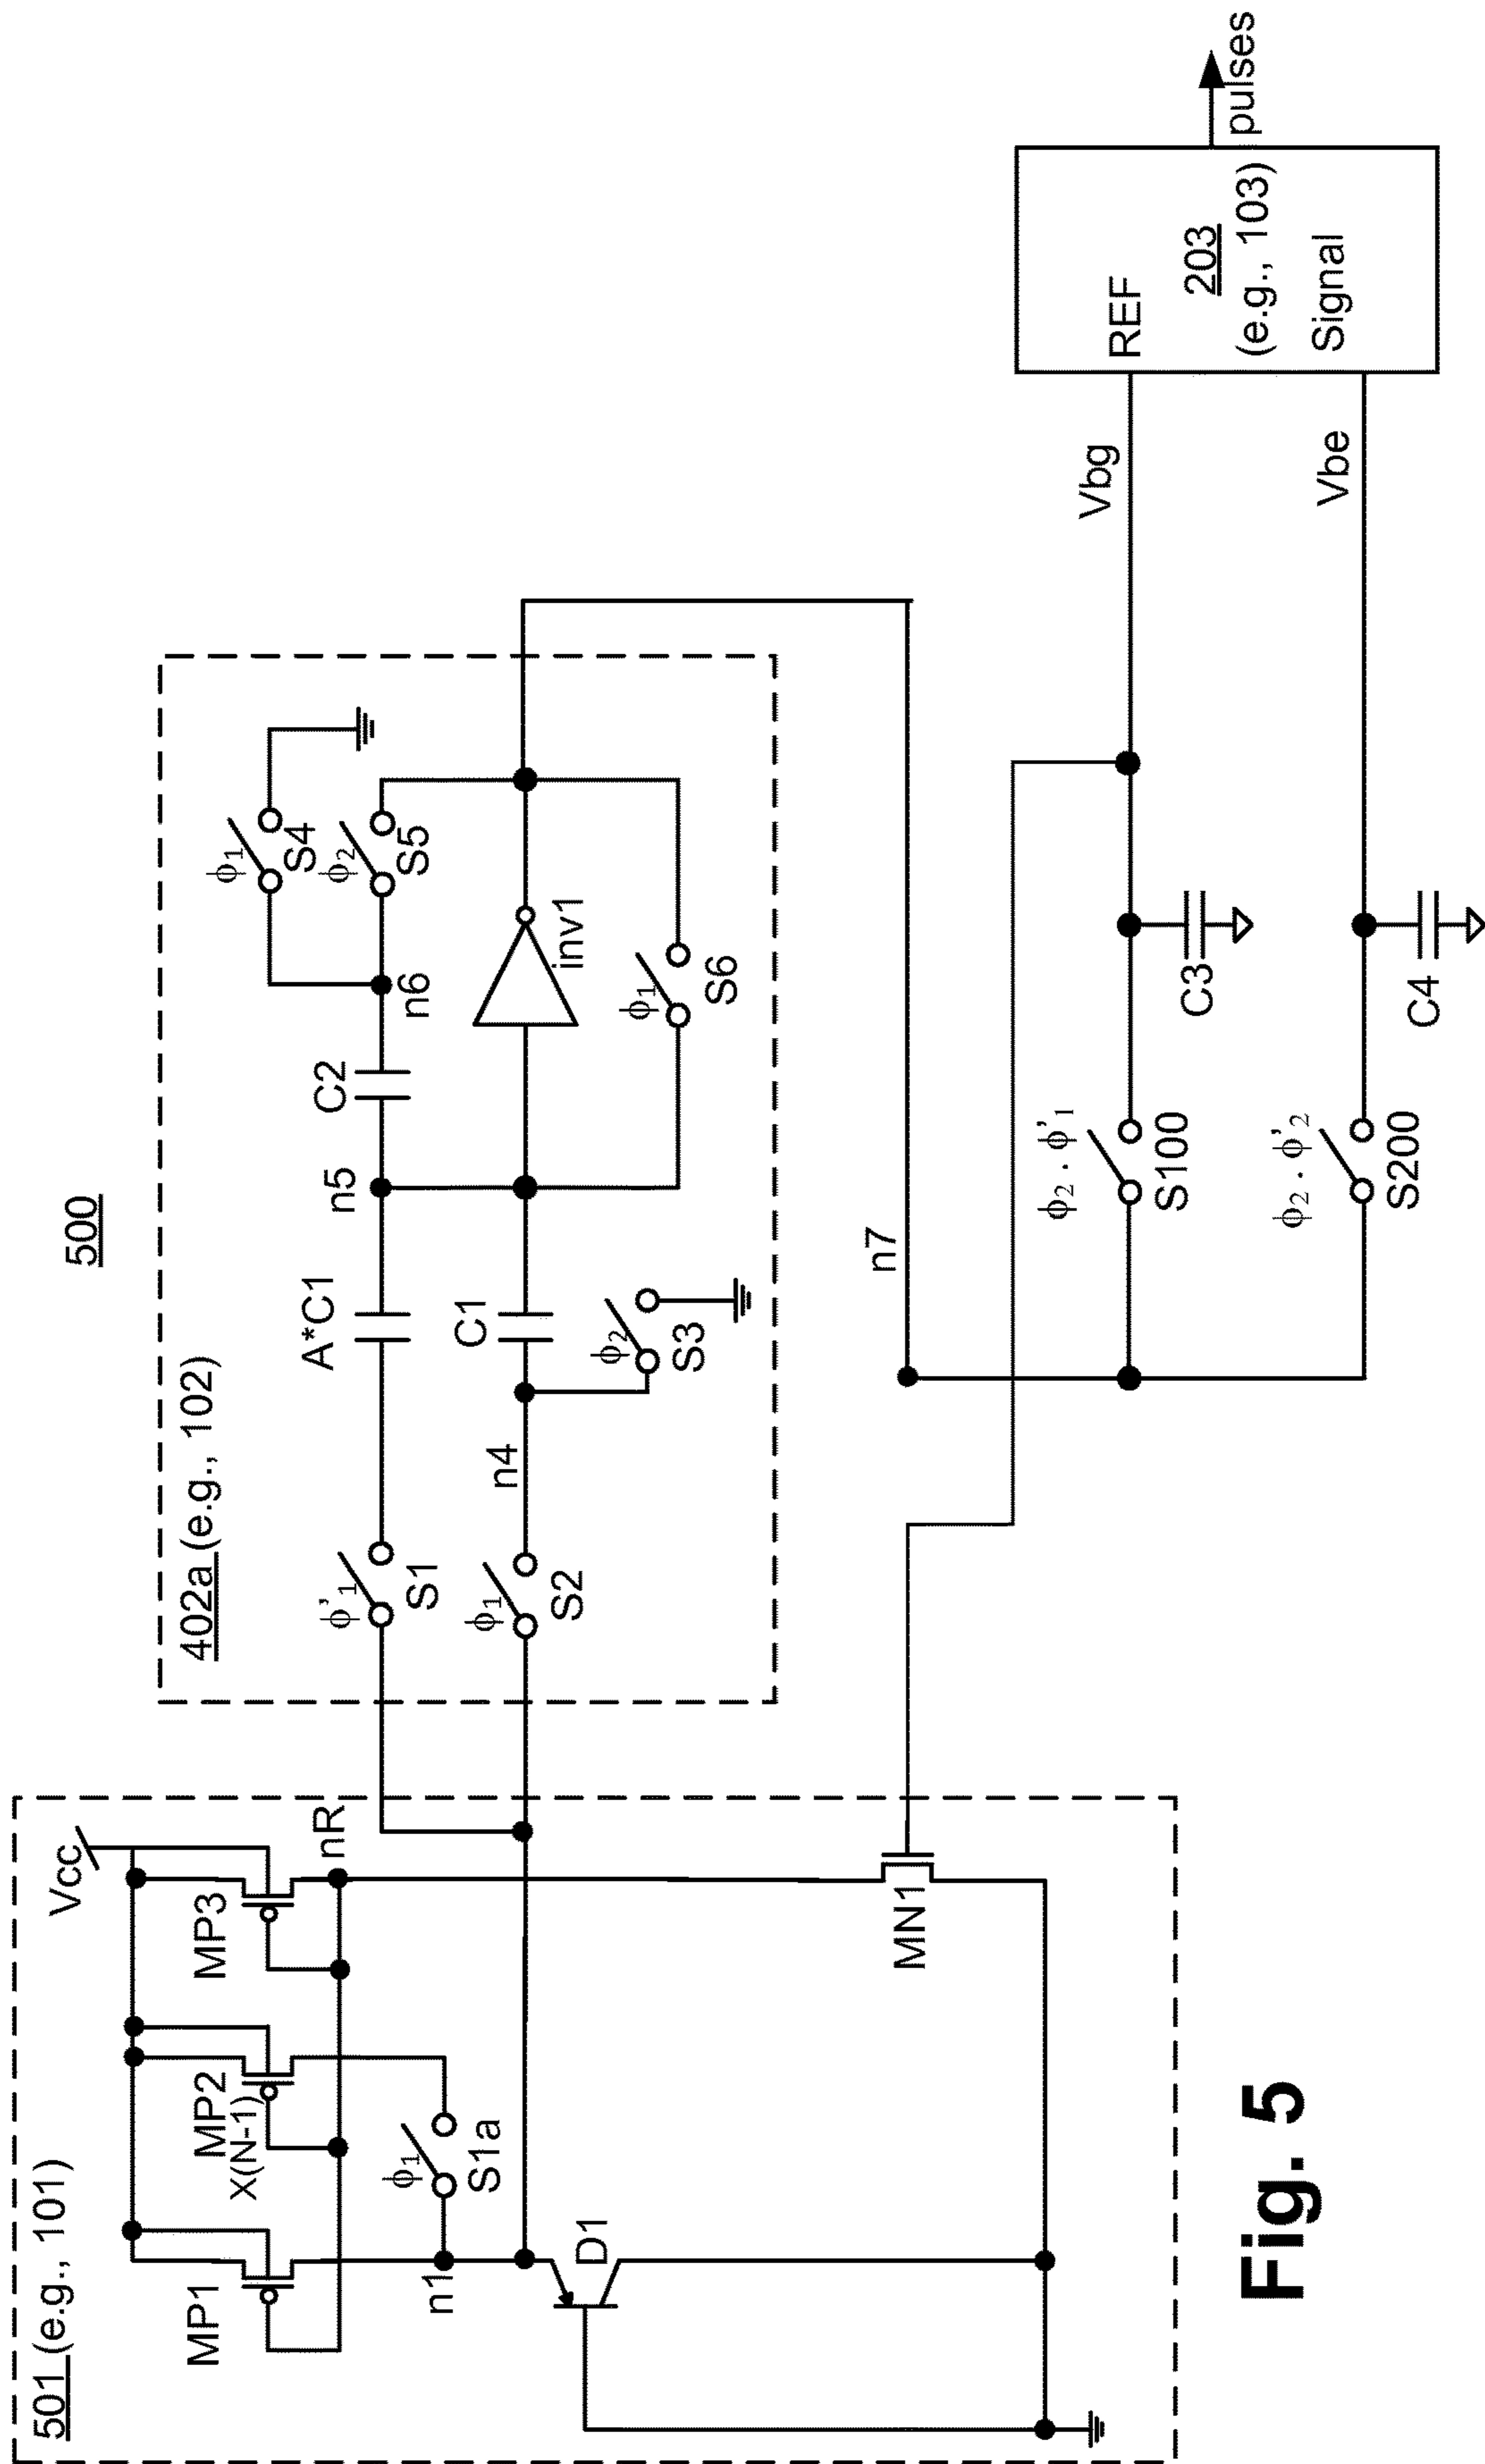 500
501 (e.g., 101)
Vcc
MP1
MP2
X(N-1)
MP3
nR
n1
ϕ1
S1a
D1
MN1
402a (e.g., 102)
ϕ'1
S1
ϕ1
S2
n4
A*C1
C1
ϕ2
S3
n5
C2
n6
ϕ1
S4
ϕ2
S5
inv1
ϕ1
S6
n7
ϕ2 . ϕ'1
S100
ϕ2 . ϕ'2
S200
C3
C4
Vbg
Vbe
REF
203
(e.g., 103)
Signal
pulses
Fig. 5